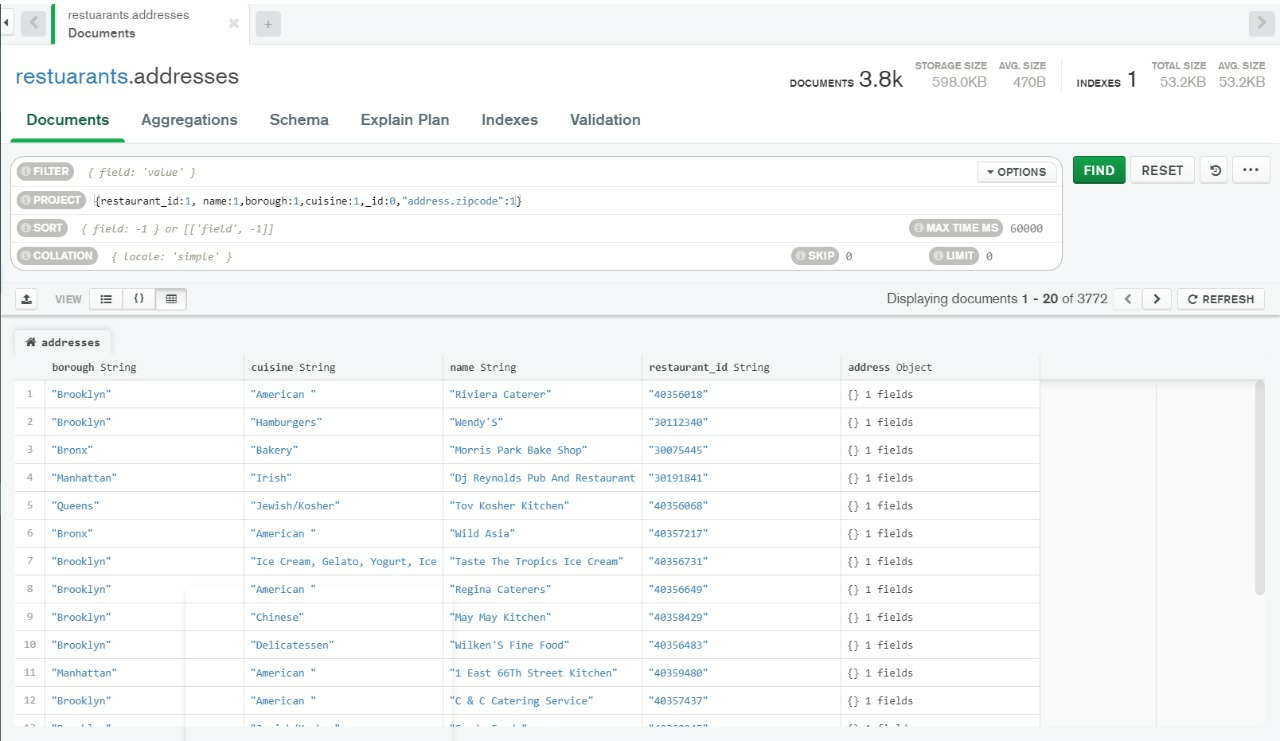 restuarants.addresses
Documents
restuarants.addresses
DOCUMENTS 3.8k STORAGE SIZE 598.0KB AVG. SIZE 470B INDEXES 1 TOTAL SIZE 53.2KB AVG. SIZE 53.2KB
Documents Aggregations Schema Explain Plan Indexes Validation
FILTER { field: 'value' } OPTIONS FIND RESET
PROJECT {restaurant_id:1, name:1,borough:1,cuisine:1,_id:0,"address.zipcode":1}
SORT { field: -1 } or [['field', -1]] MAX TIME MS 60000
COLLATION { locale: 'simple' } SKIP 0 LIMIT 0
VIEW {} Displaying documents 1 - 20 of 3772 REFRESH
addresses
borough String cuisine String name String restaurant_id String address Object
1 "Brooklyn" "American " "Riviera Caterer" "40356018" {} 1 fields
2 "Brooklyn" "Hamburgers" "Wendy'S" "30112340" {} 1 fields
3 "Bronx" "Bakery" "Morris Park Bake Shop" "30075445" {} 1 fields
4 "Manhattan" "Irish" "Dj Reynolds Pub And Restaurant "30191841" {} 1 fields
5 "Queens" "Jewish/Kosher" "Tov Kosher Kitchen" "40356068" {} 1 fields
6 "Bronx" "American " "Wild Asia" "40357217" {} 1 fields
7 "Brooklyn" "Ice Cream, Gelato, Yogurt, Ice "Taste The Tropics Ice Cream" "40356731" {} 1 fields
8 "Brooklyn" "American " "Regina Caterers" "40356649" {} 1 fields
9 "Brooklyn" "Chinese" "May May Kitchen" "40358429" {} 1 fields
10 "Brooklyn" "Delicatessen" "Wilken'S Fine Food" "40356483" {} 1 fields
11 "Manhattan" "American " "1 East 66Th Street Kitchen" "40359480" {} 1 fields
12 "Brooklyn" "American " "C & C Catering Service" "40357437" {} 1 fields